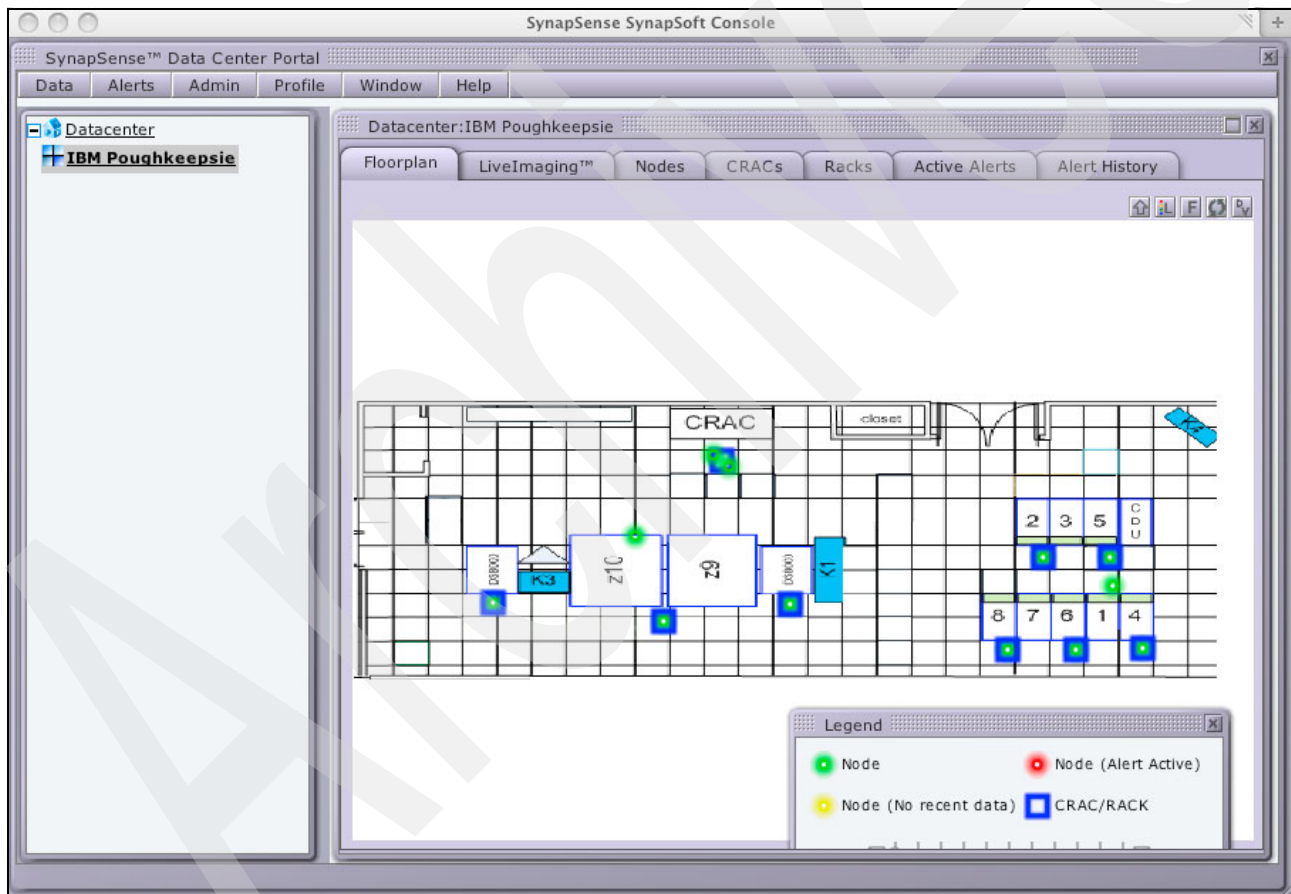 SynapSense SynapSoft Console
SynapSense™ Data Center Portal
Data Alerts Admin Profile Window Help
Datacenter
IBM Poughkeepsie
Datacenter:IBM Poughkeepsie
Floorplan LiveImaging™ Nodes CRACs Racks Active Alerts Alert History
L F
CRAC
closet
K4
2 3 5 CDU
K3
z10
z9
K1
8 7 6 1 4
Legend
Node
Node (Alert Active)
Node (No recent data)
CRAC/RACK